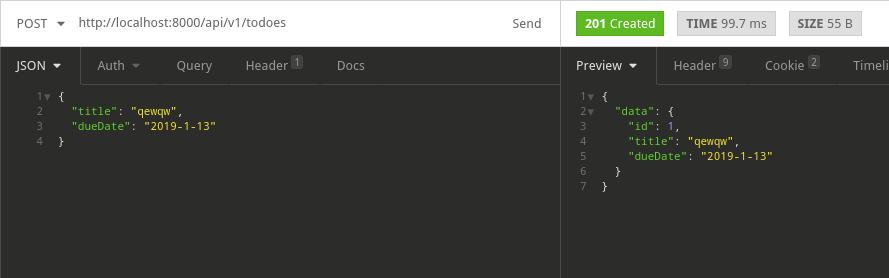 POST http://localhost:8000/api/v1/todoes Send 201 Created TIME 99.7 ms SIZE 55 B
JSON Auth Query Header 1 Docs Preview Header 9 Cookie 2 Timeli
1 {
2 "title": "qewqw",
3 "dueDate": "2019-1-13"
4 }
1 {
2 "data": {
3 "id": 1,
4 "title": "qewqw",
5 "dueDate": "2019-1-13"
6 }
7 }